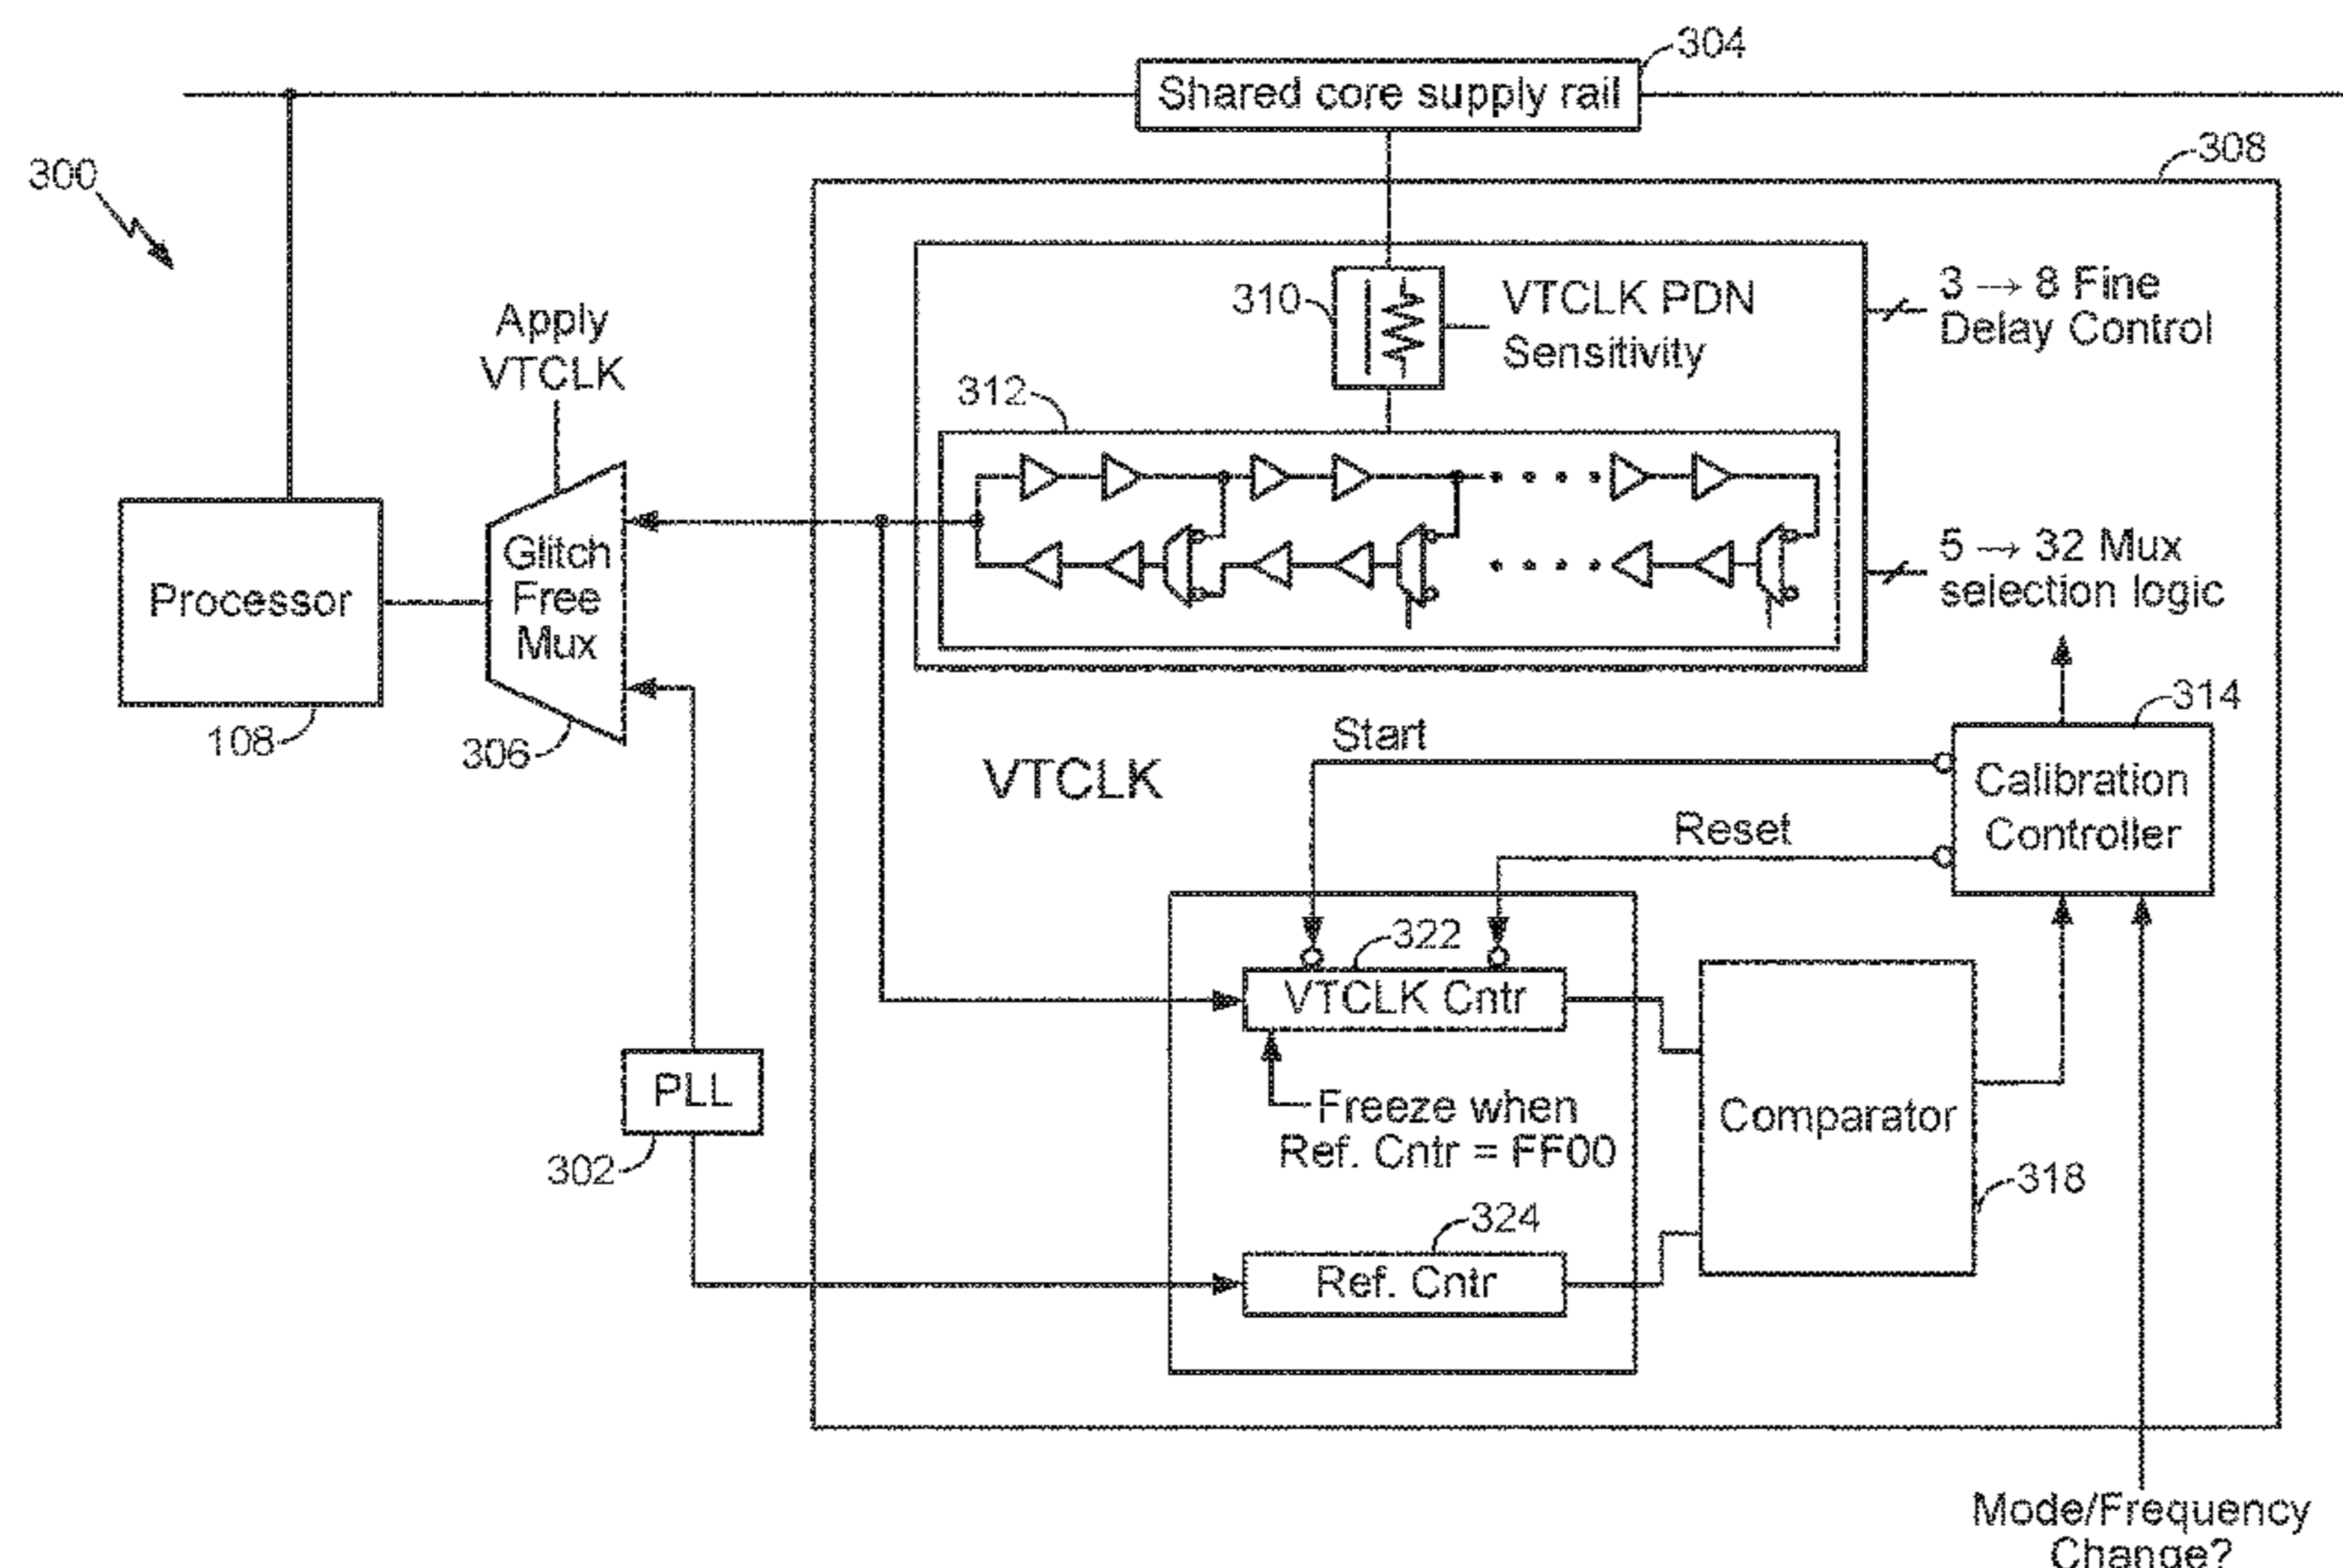 304
Shared core supply rail
308
300
310
VTCLK PDN
Sensitivity
3 → 8 Fine
Delay Control
Apply
VTCLK
312
Glitch
Free
Mux
Processor
5 → 32 Mux
selection logic
108
306
314
Start
VTCLK
Calibration
Controller
Reset
322
VTCLK Cntr
PLL
302
Freeze when
Ref. Cntr = FF00
Comparator
318
324
Ref. Cntr
Mode/Frequency
Change?